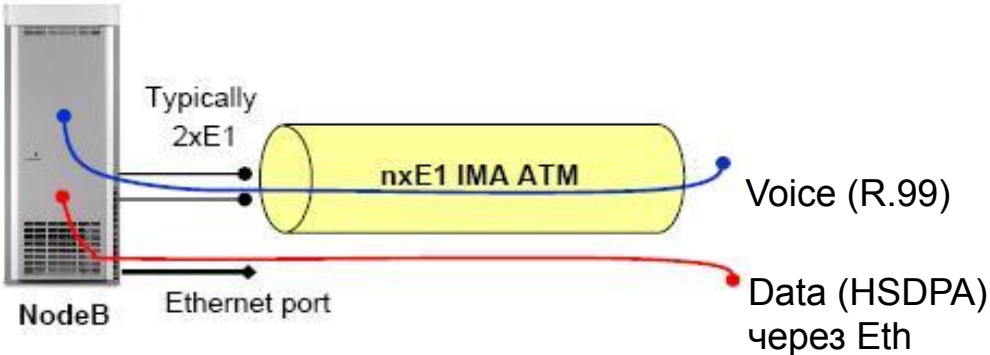 Typically
2xE1
nxE1 IMA ATM
Voice (R.99)
Ethernet port
NodeB
Data (HSDPA)
через Eth